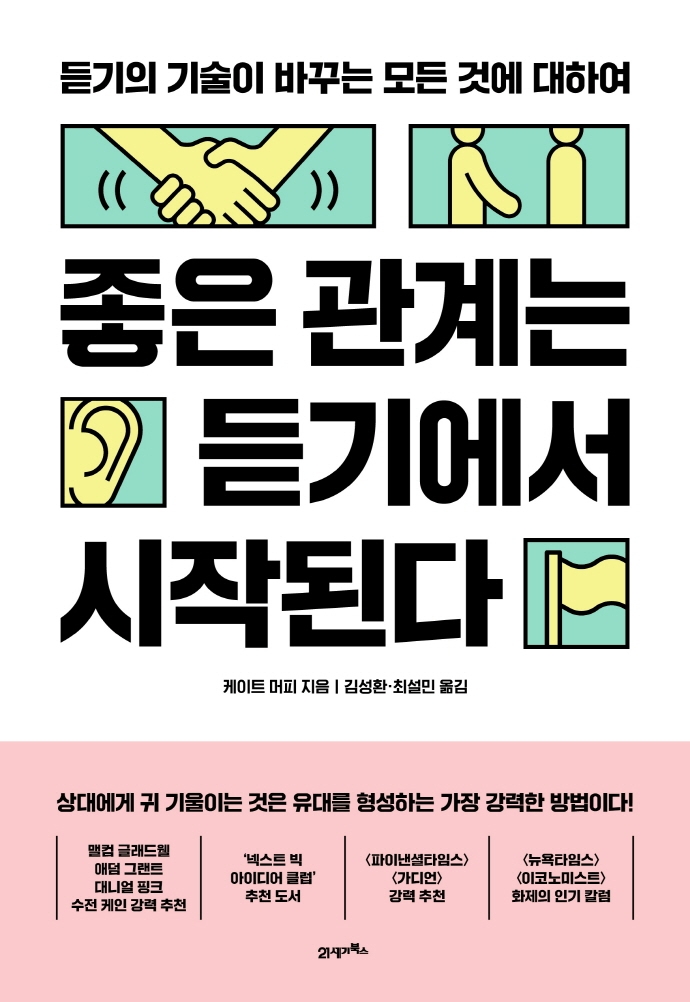 듣기의 기술이 바꾸는 모든 것에 대하여
좋은 관계는
듣기에서
시작된다
케이트 머피 지음 | 김성환·최설민 옮김
상대에게 귀 기울이는 것은 유대를 형성하는 가장 강력한 방법이다!
맬컴 글래드웰
애덤 그랜트
대니얼 핑크
수전 케인 강력 추천
‘넥스트 빅
아이디어 클럽’
추천 도서
〈파이낸셜타임스〉
〈가디언〉
강력 추천
〈뉴욕타임스〉
〈이코노미스트〉
화제의 인기 칼럼
21세기북스